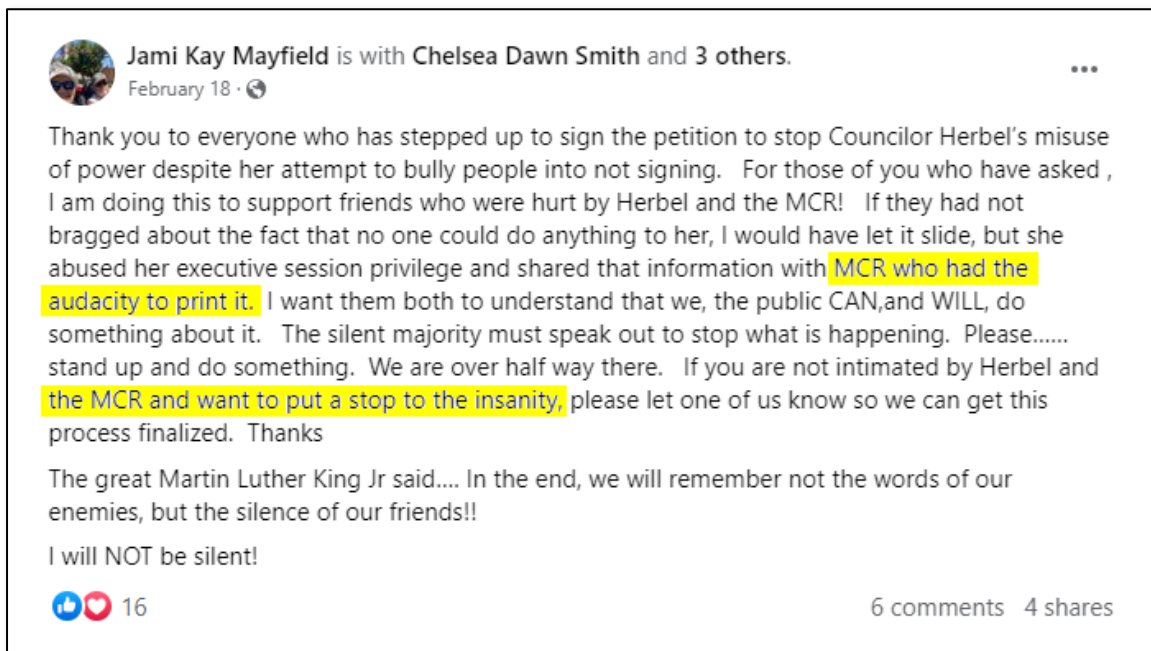 Jami Kay Mayfield is with Chelsea Dawn Smith and 3 others.
February 18 ·
Thank you to everyone who has stepped up to sign the petition to stop Councilor Herbel's misuse
of power despite her attempt to bully people into not signing.   For those of you who have asked ,
I am doing this to support friends who were hurt by Herbel and the MCR!   If they had not
bragged about the fact that no one could do anything to her, I would have let it slide, but she
abused her executive session privilege and shared that information with MCR who had the
audacity to print it.  I want them both to understand that we, the public CAN,and WILL, do
something about it.   The silent majority must speak out to stop what is happening.  Please......
stand up and do something.  We are over half way there.   If you are not intimated by Herbel and
the MCR and want to put a stop to the insanity, please let one of us know so we can get this
process finalized.  Thanks
The great Martin Luther King Jr said.... In the end, we will remember not the words of our
enemies, but the silence of our friends!!
I will NOT be silent!
16 6 comments 4 shares